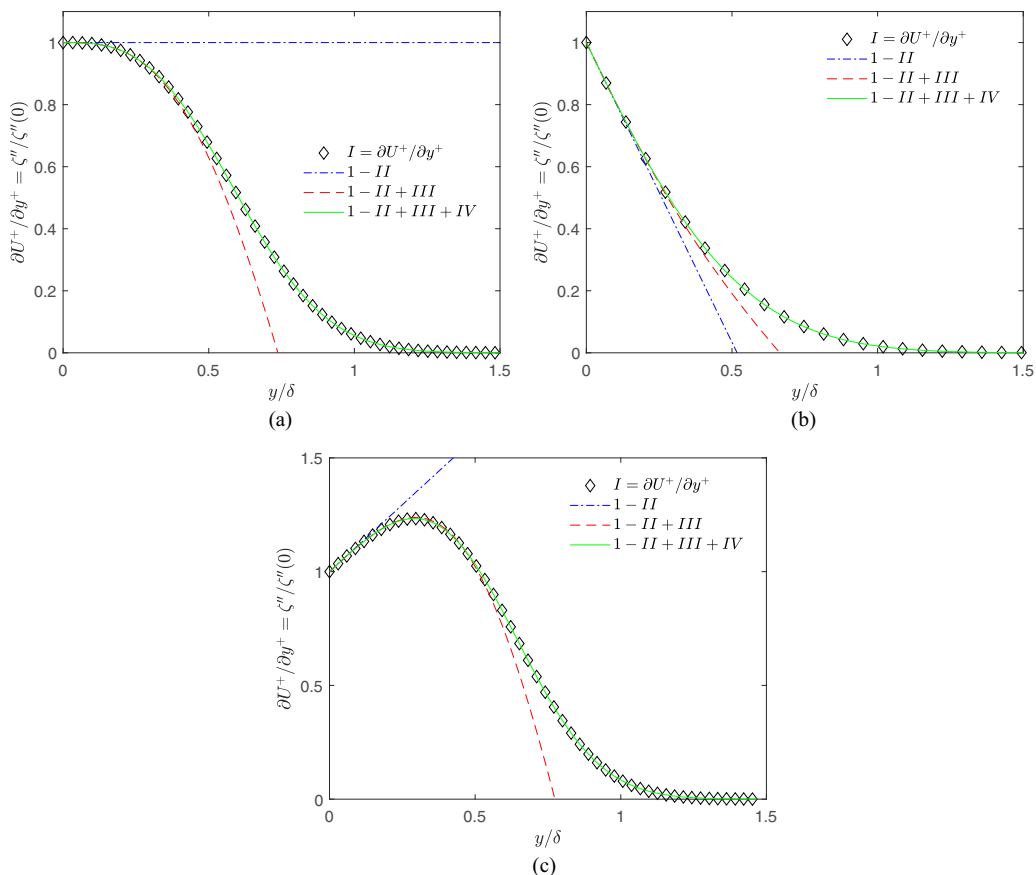 1
0.8
0.6
0.4
0.2
0
0 0.5 1 1.5
∂U⁺/∂y⁺ = ζ″/ζ″(0)
y/δ
I = ∂U⁺/∂y⁺
1 − II
1 − II + III
1 − II + III + IV
(a)
1
0.8
0.6
0.4
0.2
0
0 0.5 1 1.5
∂U⁺/∂y⁺ = ζ″/ζ″(0)
y/δ
I = ∂U⁺/∂y⁺
1 − II
1 − II + III
1 − II + III + IV
(b)
1.5
1
0.5
0
0 0.5 1 1.5
∂U⁺/∂y⁺ = ζ″/ζ″(0)
y/δ
I = ∂U⁺/∂y⁺
1 − II
1 − II + III
1 − II + III + IV
(c)